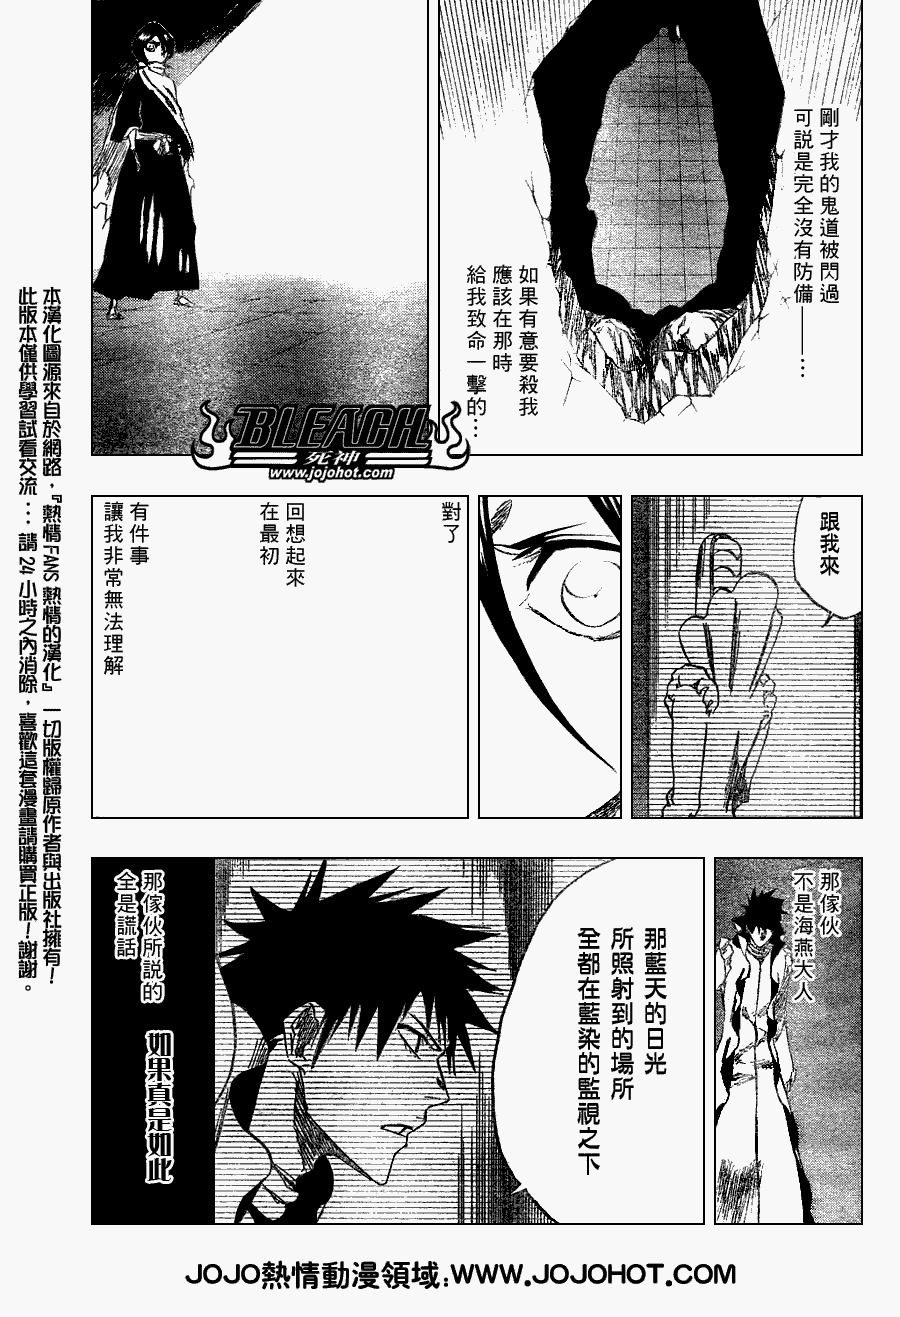 剛才我的鬼道被閃過
可説是完全沒有防備──…
如果有意要殺我
應該在那時
給我致命一擊的…
BLEACH
死神
www.jojohot.com
跟我來
對了
回想起來
在最初
有件事
讓我非常無法理解
那傢伙
不是海燕大人
那藍天的日光
所照射到的場所
全都在藍染的監視之下
那傢伙所說的
全是謊話
如果真是如此
本漢化圖源來自於網路，『熱情FANS熱情的漢化』一切版權歸原作者與出版社擁有！
此版本僅供學習試看交流…請24小時之內消除，喜歡這套漫畫請購買正版！謝謝。
JOJO熱情動漫領域:WWW.JOJOHOT.COM